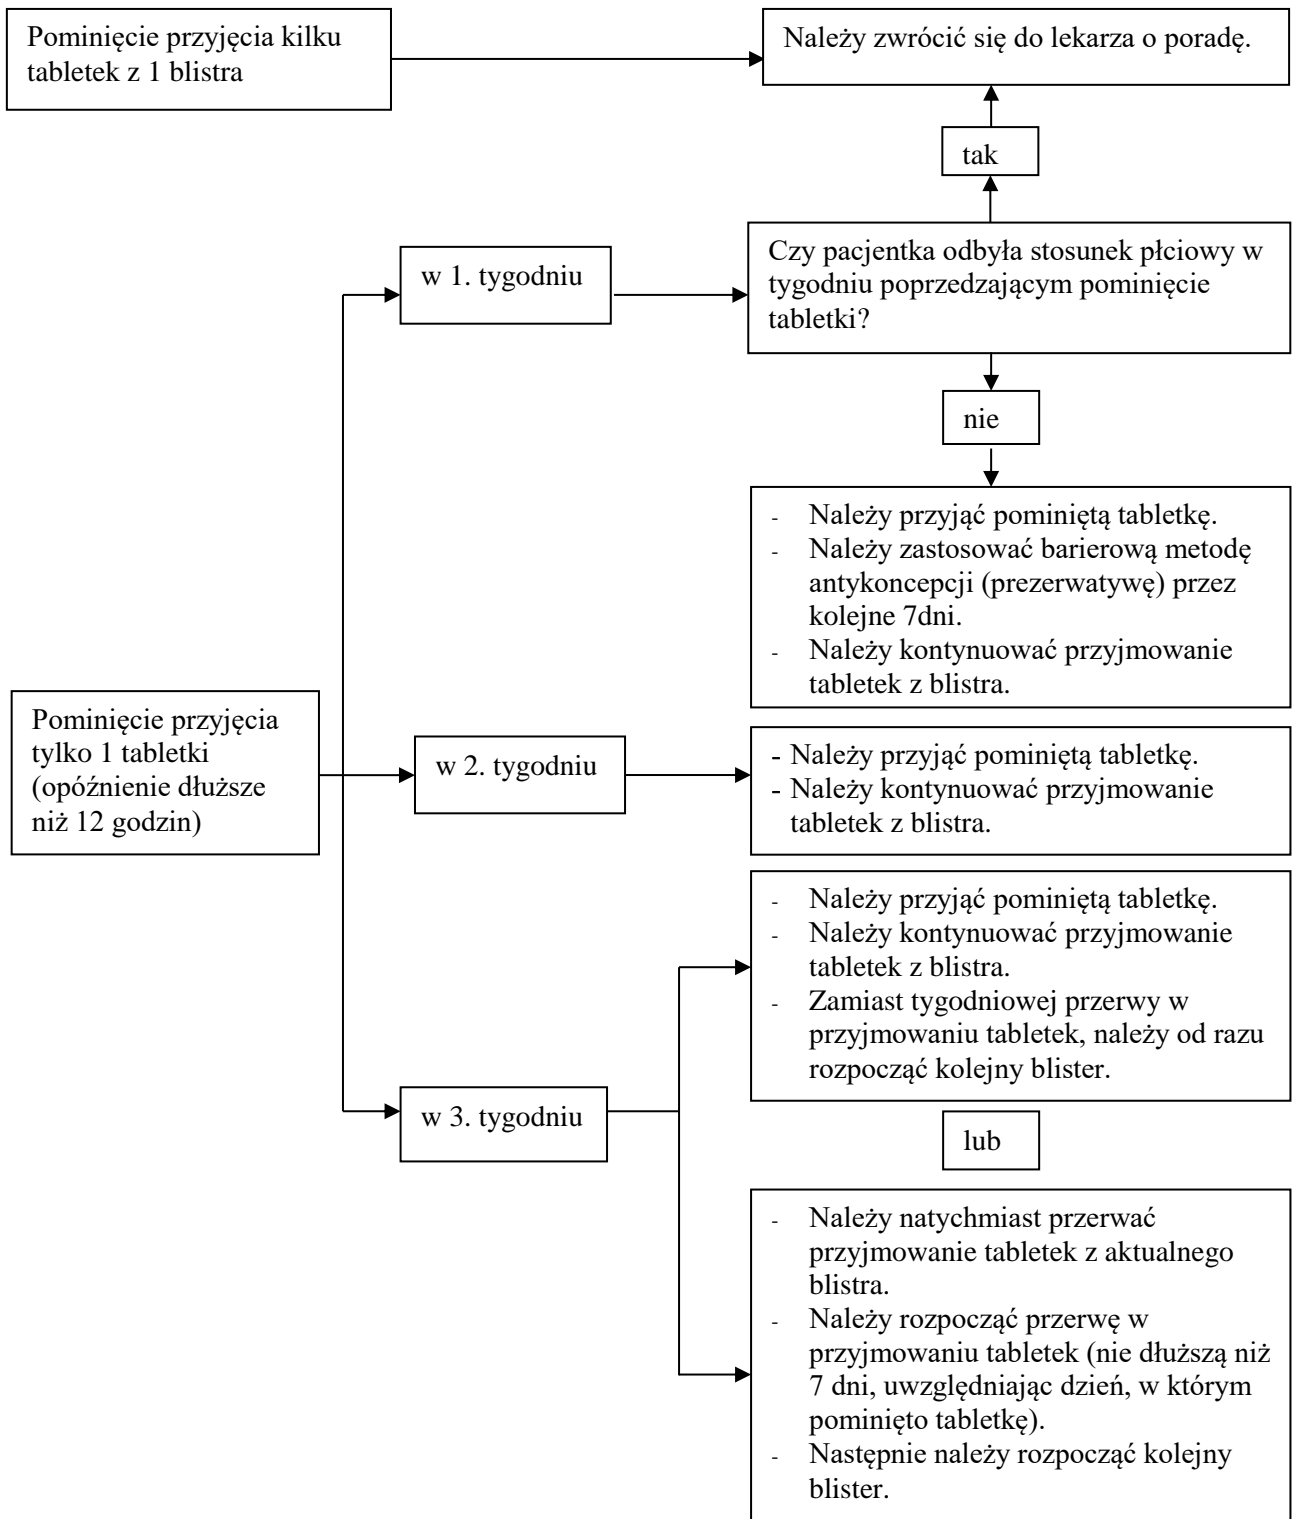 Pominięcie przyjęcia kilku
tabletek z 1 blistra
Należy zwrócić się do lekarza o poradę.
tak
w 1. tygodniu
Czy pacjentka odbyła stosunek płciowy w
tygodniu poprzedzającym pominięcie
tabletki?
nie
- Należy przyjąć pominiętą tabletkę.
- Należy zastosować barierową metodę
antykoncepcji (prezerwatywę) przez
kolejne 7dni.
- Należy kontynuować przyjmowanie
tabletek z blistra.
Pominięcie przyjęcia
tylko 1 tabletki
(opóźnienie dłuższe
niż 12 godzin)
w 2. tygodniu
- Należy przyjąć pominiętą tabletkę.
- Należy kontynuować przyjmowanie
tabletek z blistra.
w 3. tygodniu
- Należy przyjąć pominiętą tabletkę.
- Należy kontynuować przyjmowanie
tabletek z blistra.
- Zamiast tygodniowej przerwy w
przyjmowaniu tabletek, należy od razu
rozpocząć kolejny blister.
lub
- Należy natychmiast przerwać
przyjmowanie tabletek z aktualnego
blistra.
- Należy rozpocząć przerwę w
przyjmowaniu tabletek (nie dłuższą niż
7 dni, uwzględniając dzień, w którym
pominięto tabletkę).
- Następnie należy rozpocząć kolejny
blister.